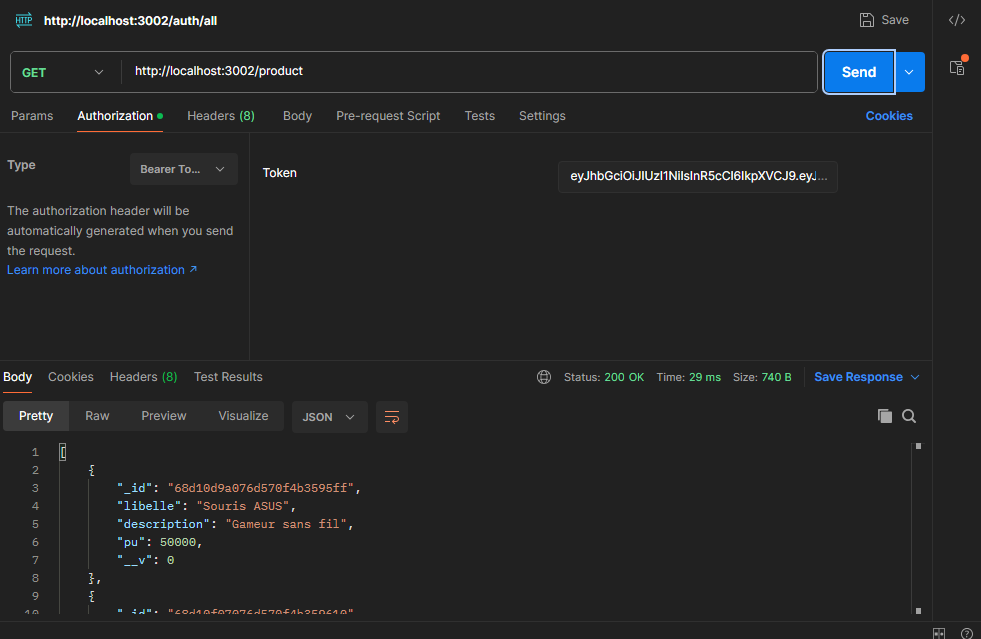 HTTP http://localhost:3002/auth/all Save
GET http://localhost:3002/product Send
Params Authorization Headers (8) Body Pre-request Script Tests Settings Cookies
Type Bearer To... Token eyJhbGciOiJIUzI1NiIsInR5cCI6IkpXVCJ9.eyJ...
The authorization header will be
automatically generated when you send
the request.
Learn more about authorization ↗
Body Cookies Headers (8) Test Results Status: 200 OK Time: 29 ms Size: 740 B Save Response
Pretty Raw Preview Visualize JSON
1 [
2 {
3 "_id": "68d10d9a076d570f4b3595ff",
4 "libelle": "Souris ASUS",
5 "description": "Gameur sans fil",
6 "pu": 50000,
7 "__v": 0
8 },
9 {
10 "_id": "68d10f07076d570f4b359610",